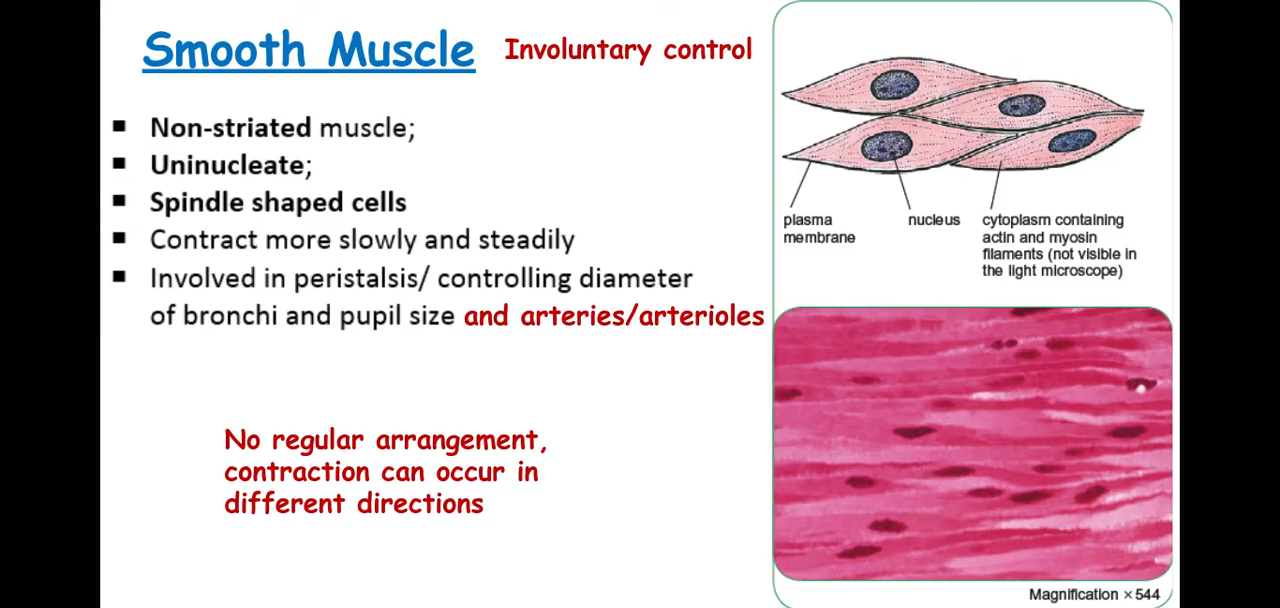 Smooth Muscle Involuntary control
▪ Non-striated muscle;
▪ Uninucleate;
▪ Spindle shaped cells
▪ Contract more slowly and steadily
▪ Involved in peristalsis/ controlling diameter
of bronchi and pupil size and arteries/arterioles
No regular arrangement,
contraction can occur in
different directions
plasma
membrane
nucleus
cytoplasm containing
actin and myosin
filaments (not visible in
the light microscope)
Magnification ×544